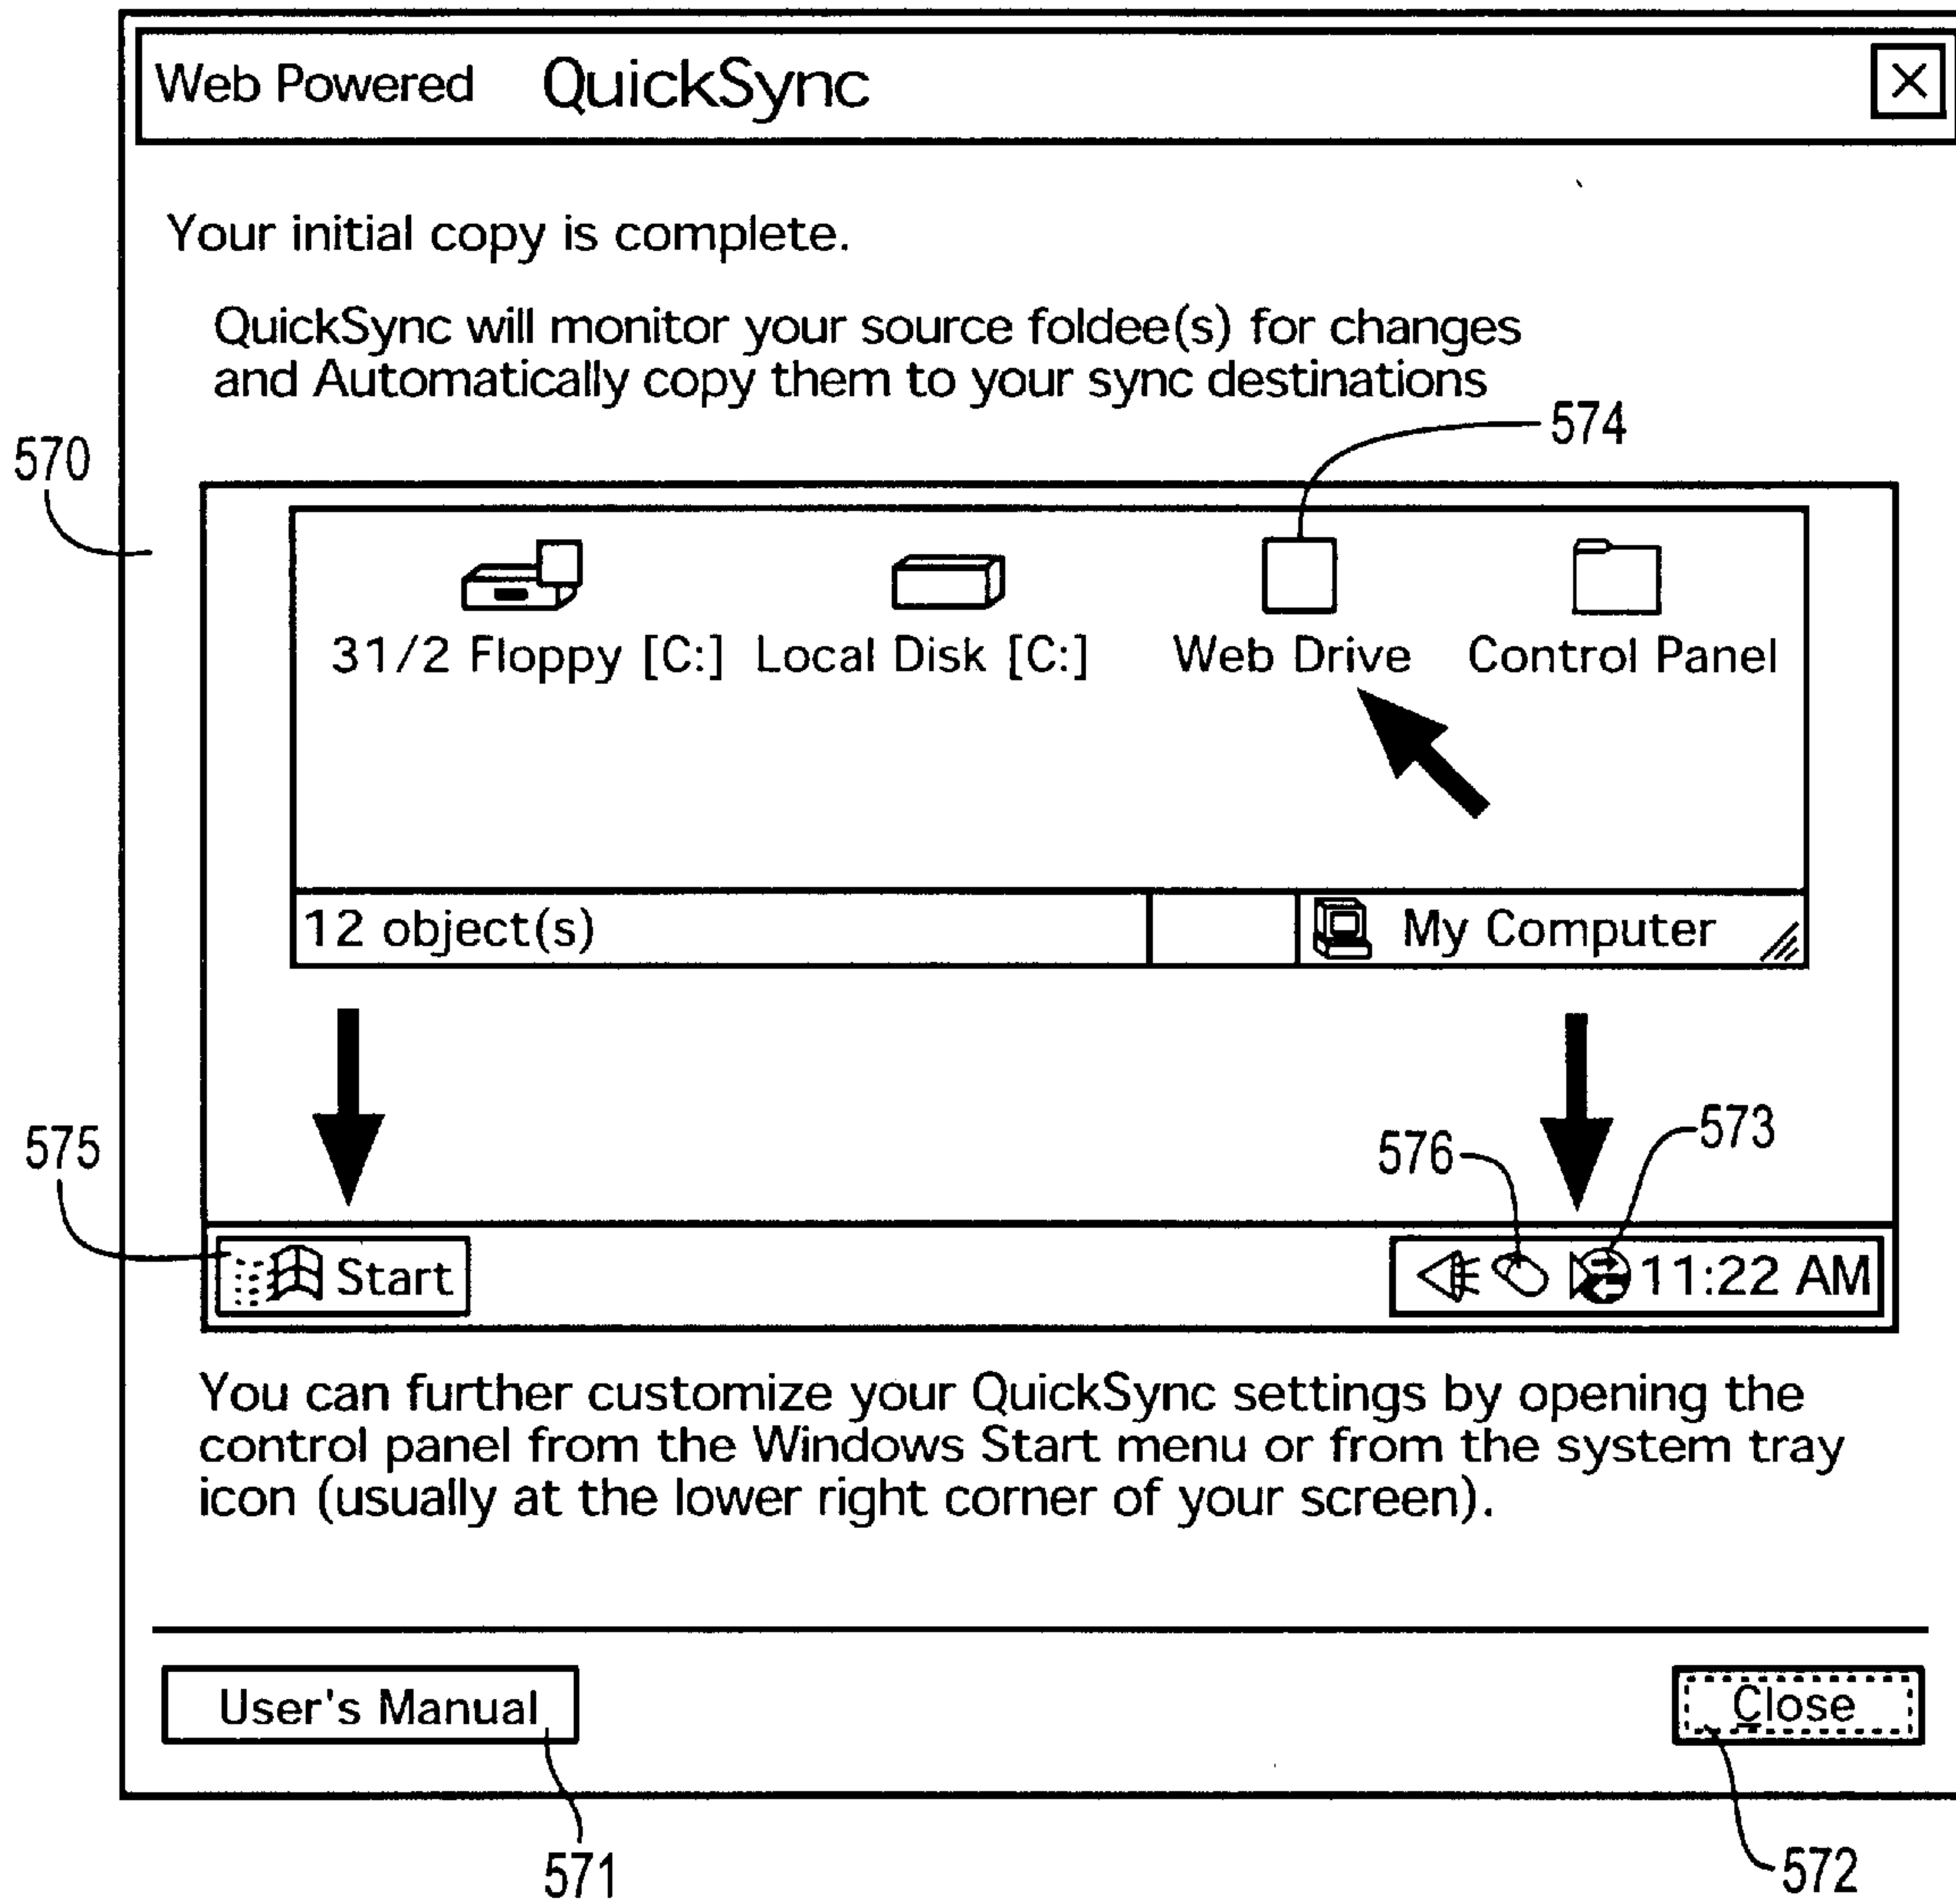 Web Powered QuickSync
Your initial copy is complete.
QuickSync will monitor your source foldee(s) for changes
and Automatically copy them to your sync destinations
574
570
31/2 Floppy [C:] Local Disk [C:] Web Drive Control Panel
12 object(s) My Computer
575
576
573
Start 11:22 AM
You can further customize your QuickSync settings by opening the
control panel from the Windows Start menu or from the system tray
icon (usually at the lower right corner of your screen).
User's Manual Close
571
572